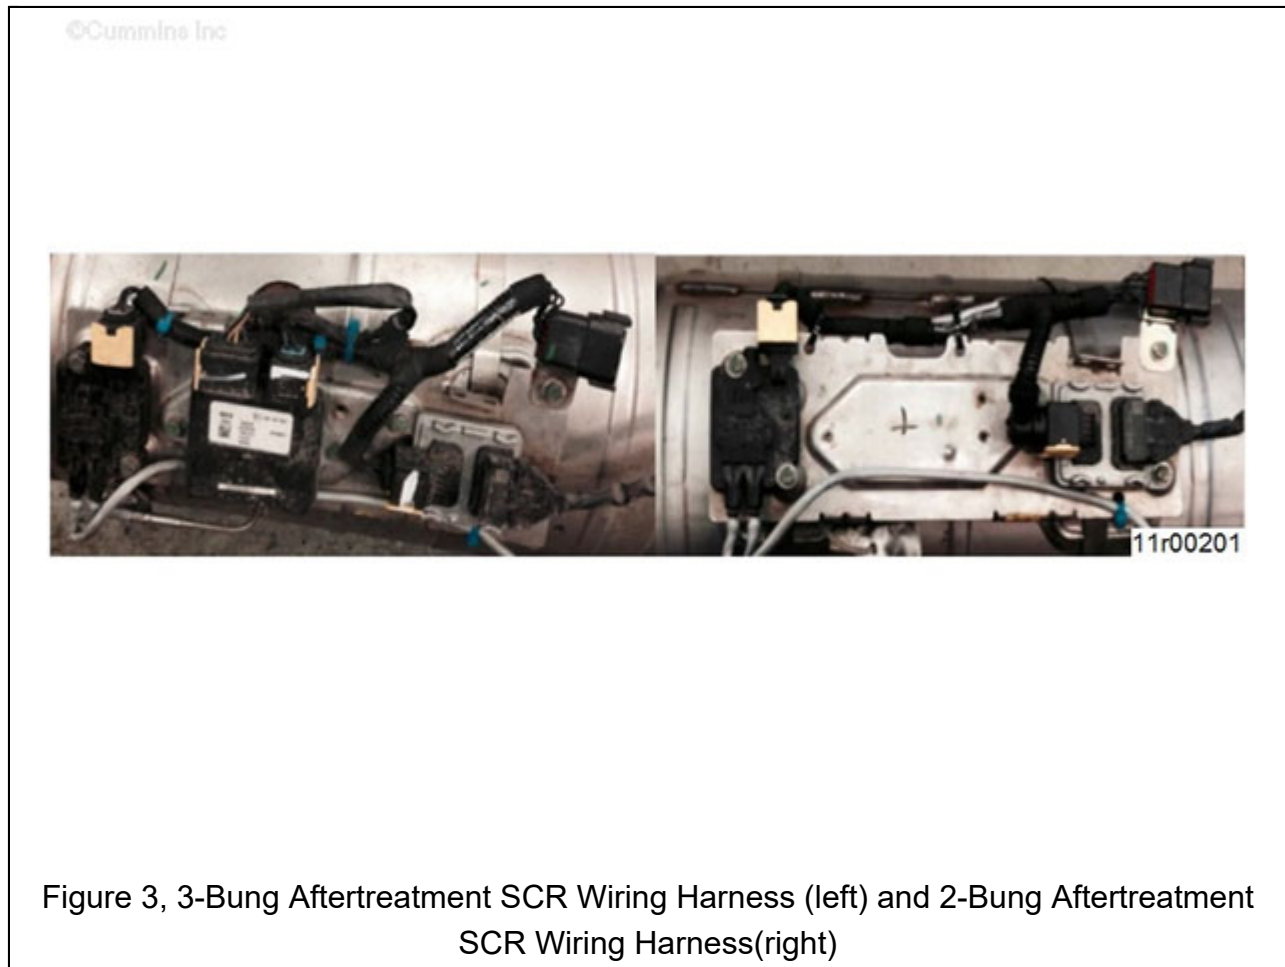 ©Cummins Inc
11r00201
Figure 3, 3-Bung Aftertreatment SCR Wiring Harness (left) and 2-Bung Aftertreatment
SCR Wiring Harness(right)